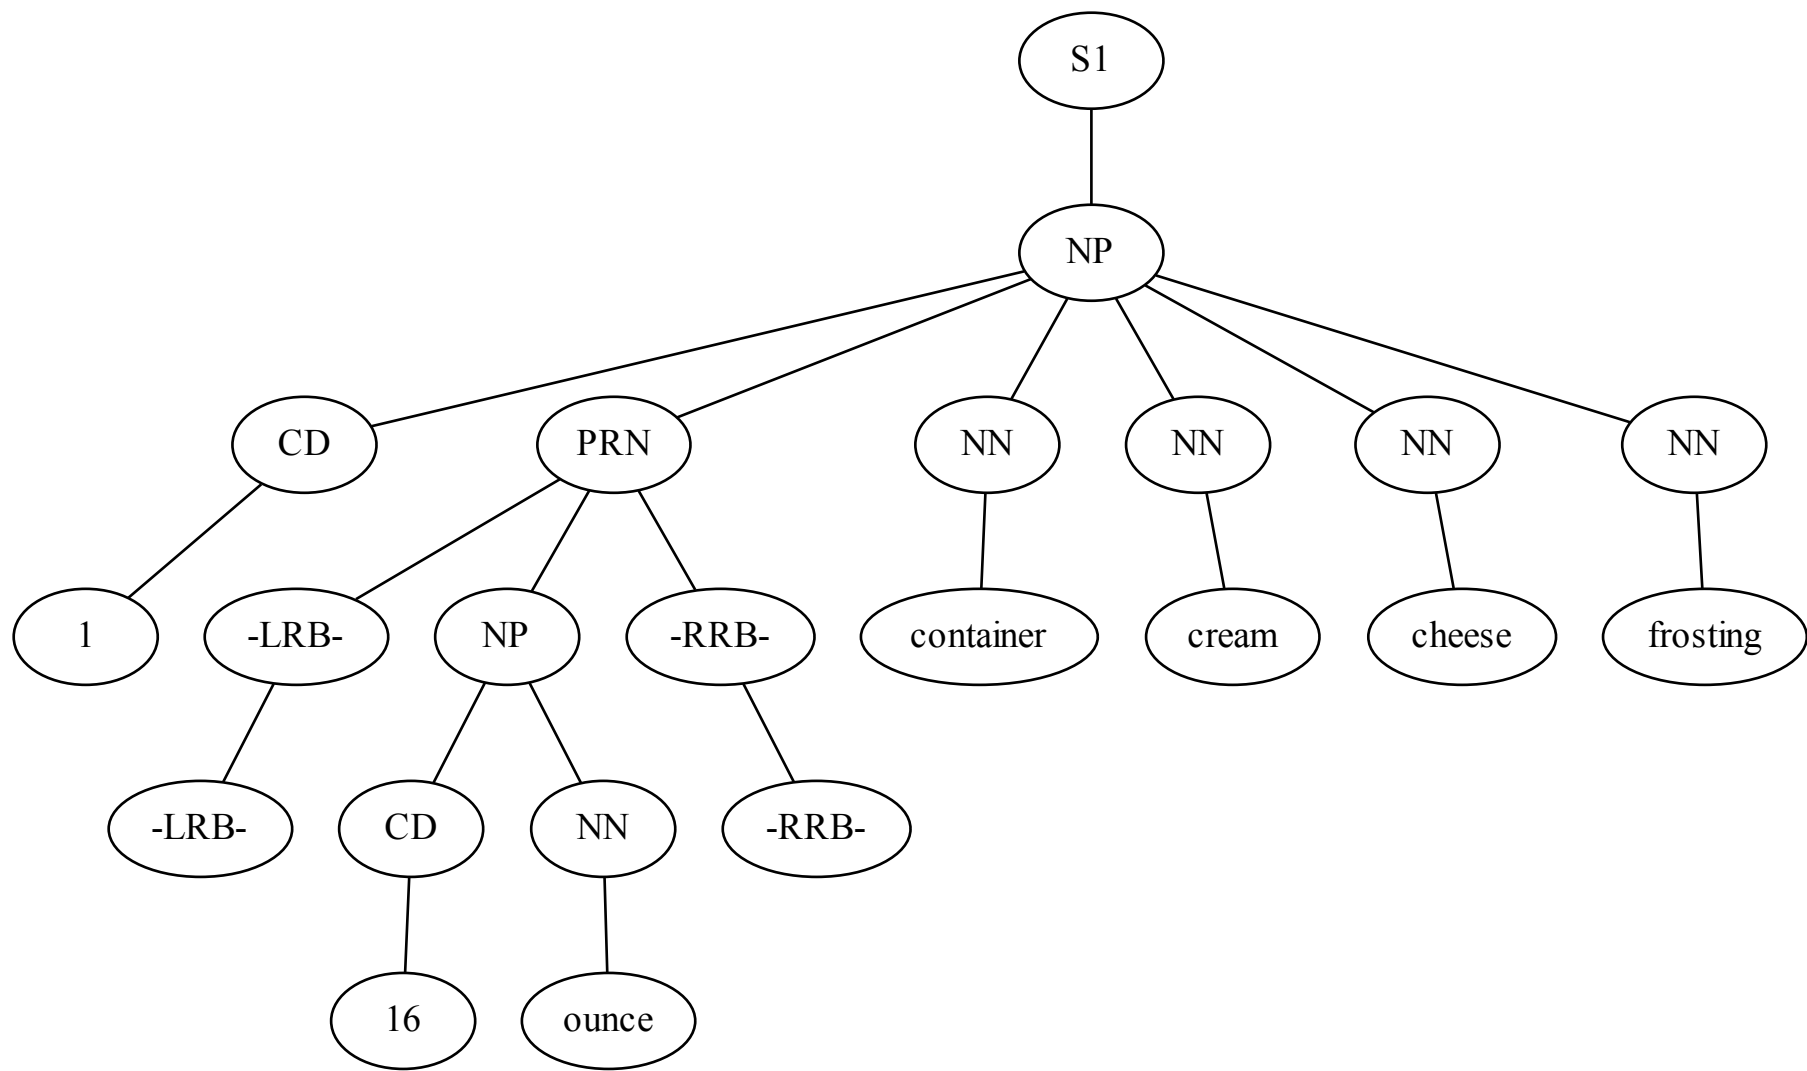 S1
NP
CD PRN NN NN NN NN
1 -LRB- NP -RRB- container cream cheese frosting
-LRB- CD NN -RRB-
16 ounce